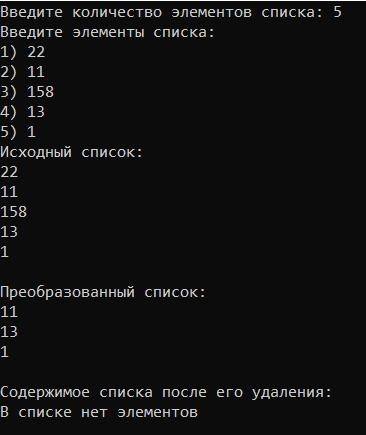 Введите количество элементов списка: 5
Введите элементы списка:
1) 22
2) 11
3) 158
4) 13
5) 1
Исходный список:
22
11
158
13
1
Преобразованный список:
11
13
1
Содержимое списка после его удаления:
В списке нет элементов